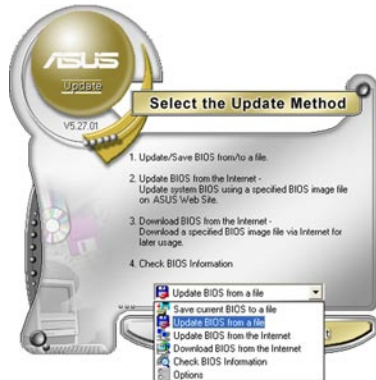 ASUS
Update
V5.27.01
Select the Update Method
1. Update/Save BIOS from/to a file.
2. Update BIOS from the Internet -
Update system BIOS using a specified BIOS image file
on ASUS Web Site.
3. Download BIOS from the Internet -
Download a specified BIOS image file via Internet for
later usage.
4. Check BIOS Information
Update BIOS from a file
Save current BIOS to a file
Update BIOS from a file
Update BIOS from the Internet
Download BIOS from the Internet
Check BIOS Information
Options